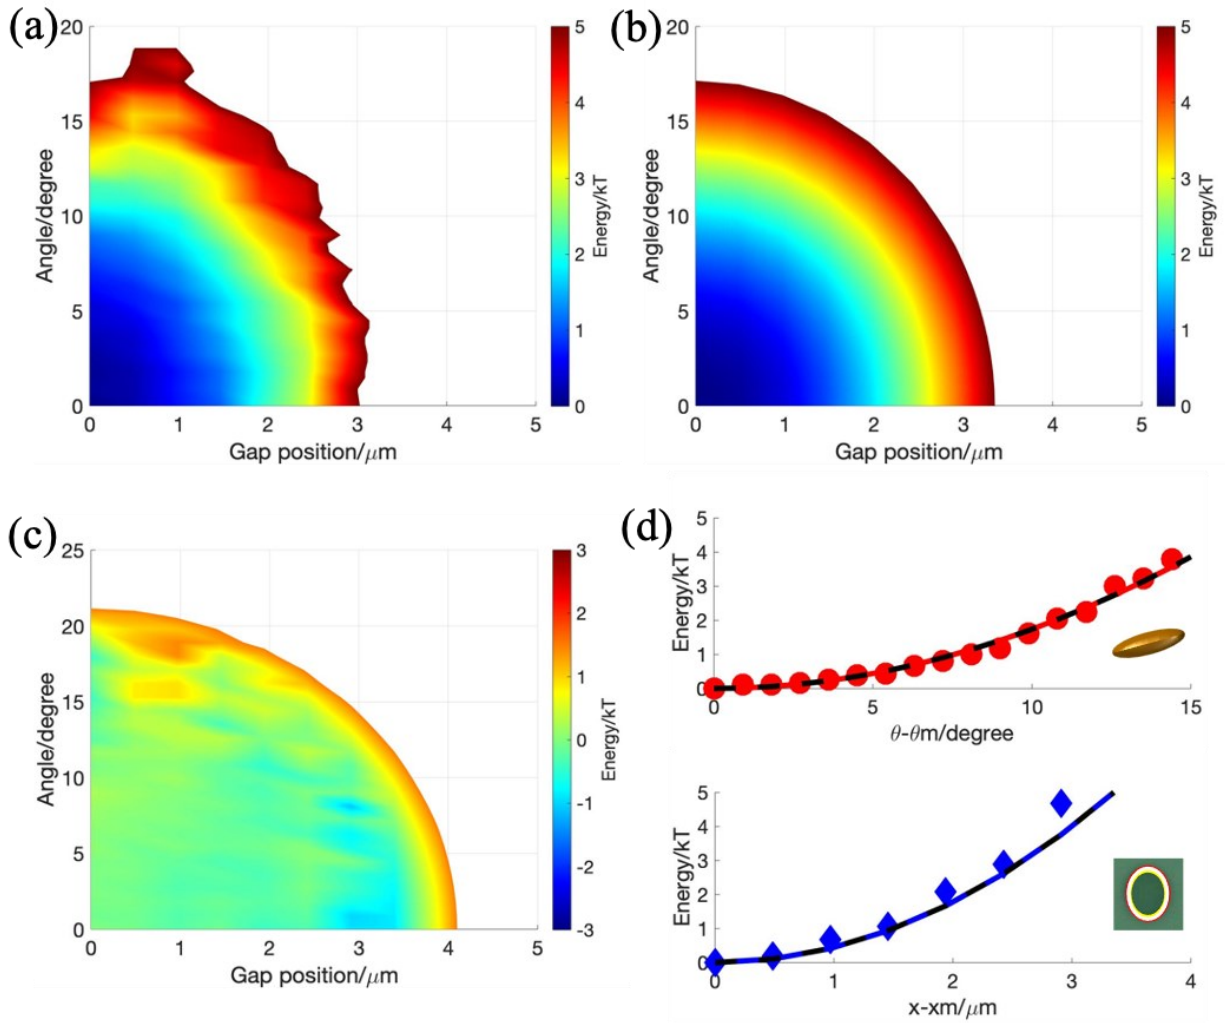 (a)
20
15
10
5
0
Angle/degree
0 1 2 3 4 5
Gap position/μm
5
4
3
2
1
0
Energy/kT
(b)
20
15
10
5
0
Angle/degree
0 1 2 3 4 5
Gap position/μm
5
4
3
2
1
0
Energy/kT
(c)
25
20
15
10
5
0
Angle/degree
0 1 2 3 4 5
Gap position/μm
3
2
1
0
-1
-2
-3
Energy/kT
(d)
5
4
3
2
1
0
Energy/kT
0 5 10 15
θ-θm/degree
5
4
3
2
1
0
Energy/kT
0 1 2 3 4
x-xm/μm